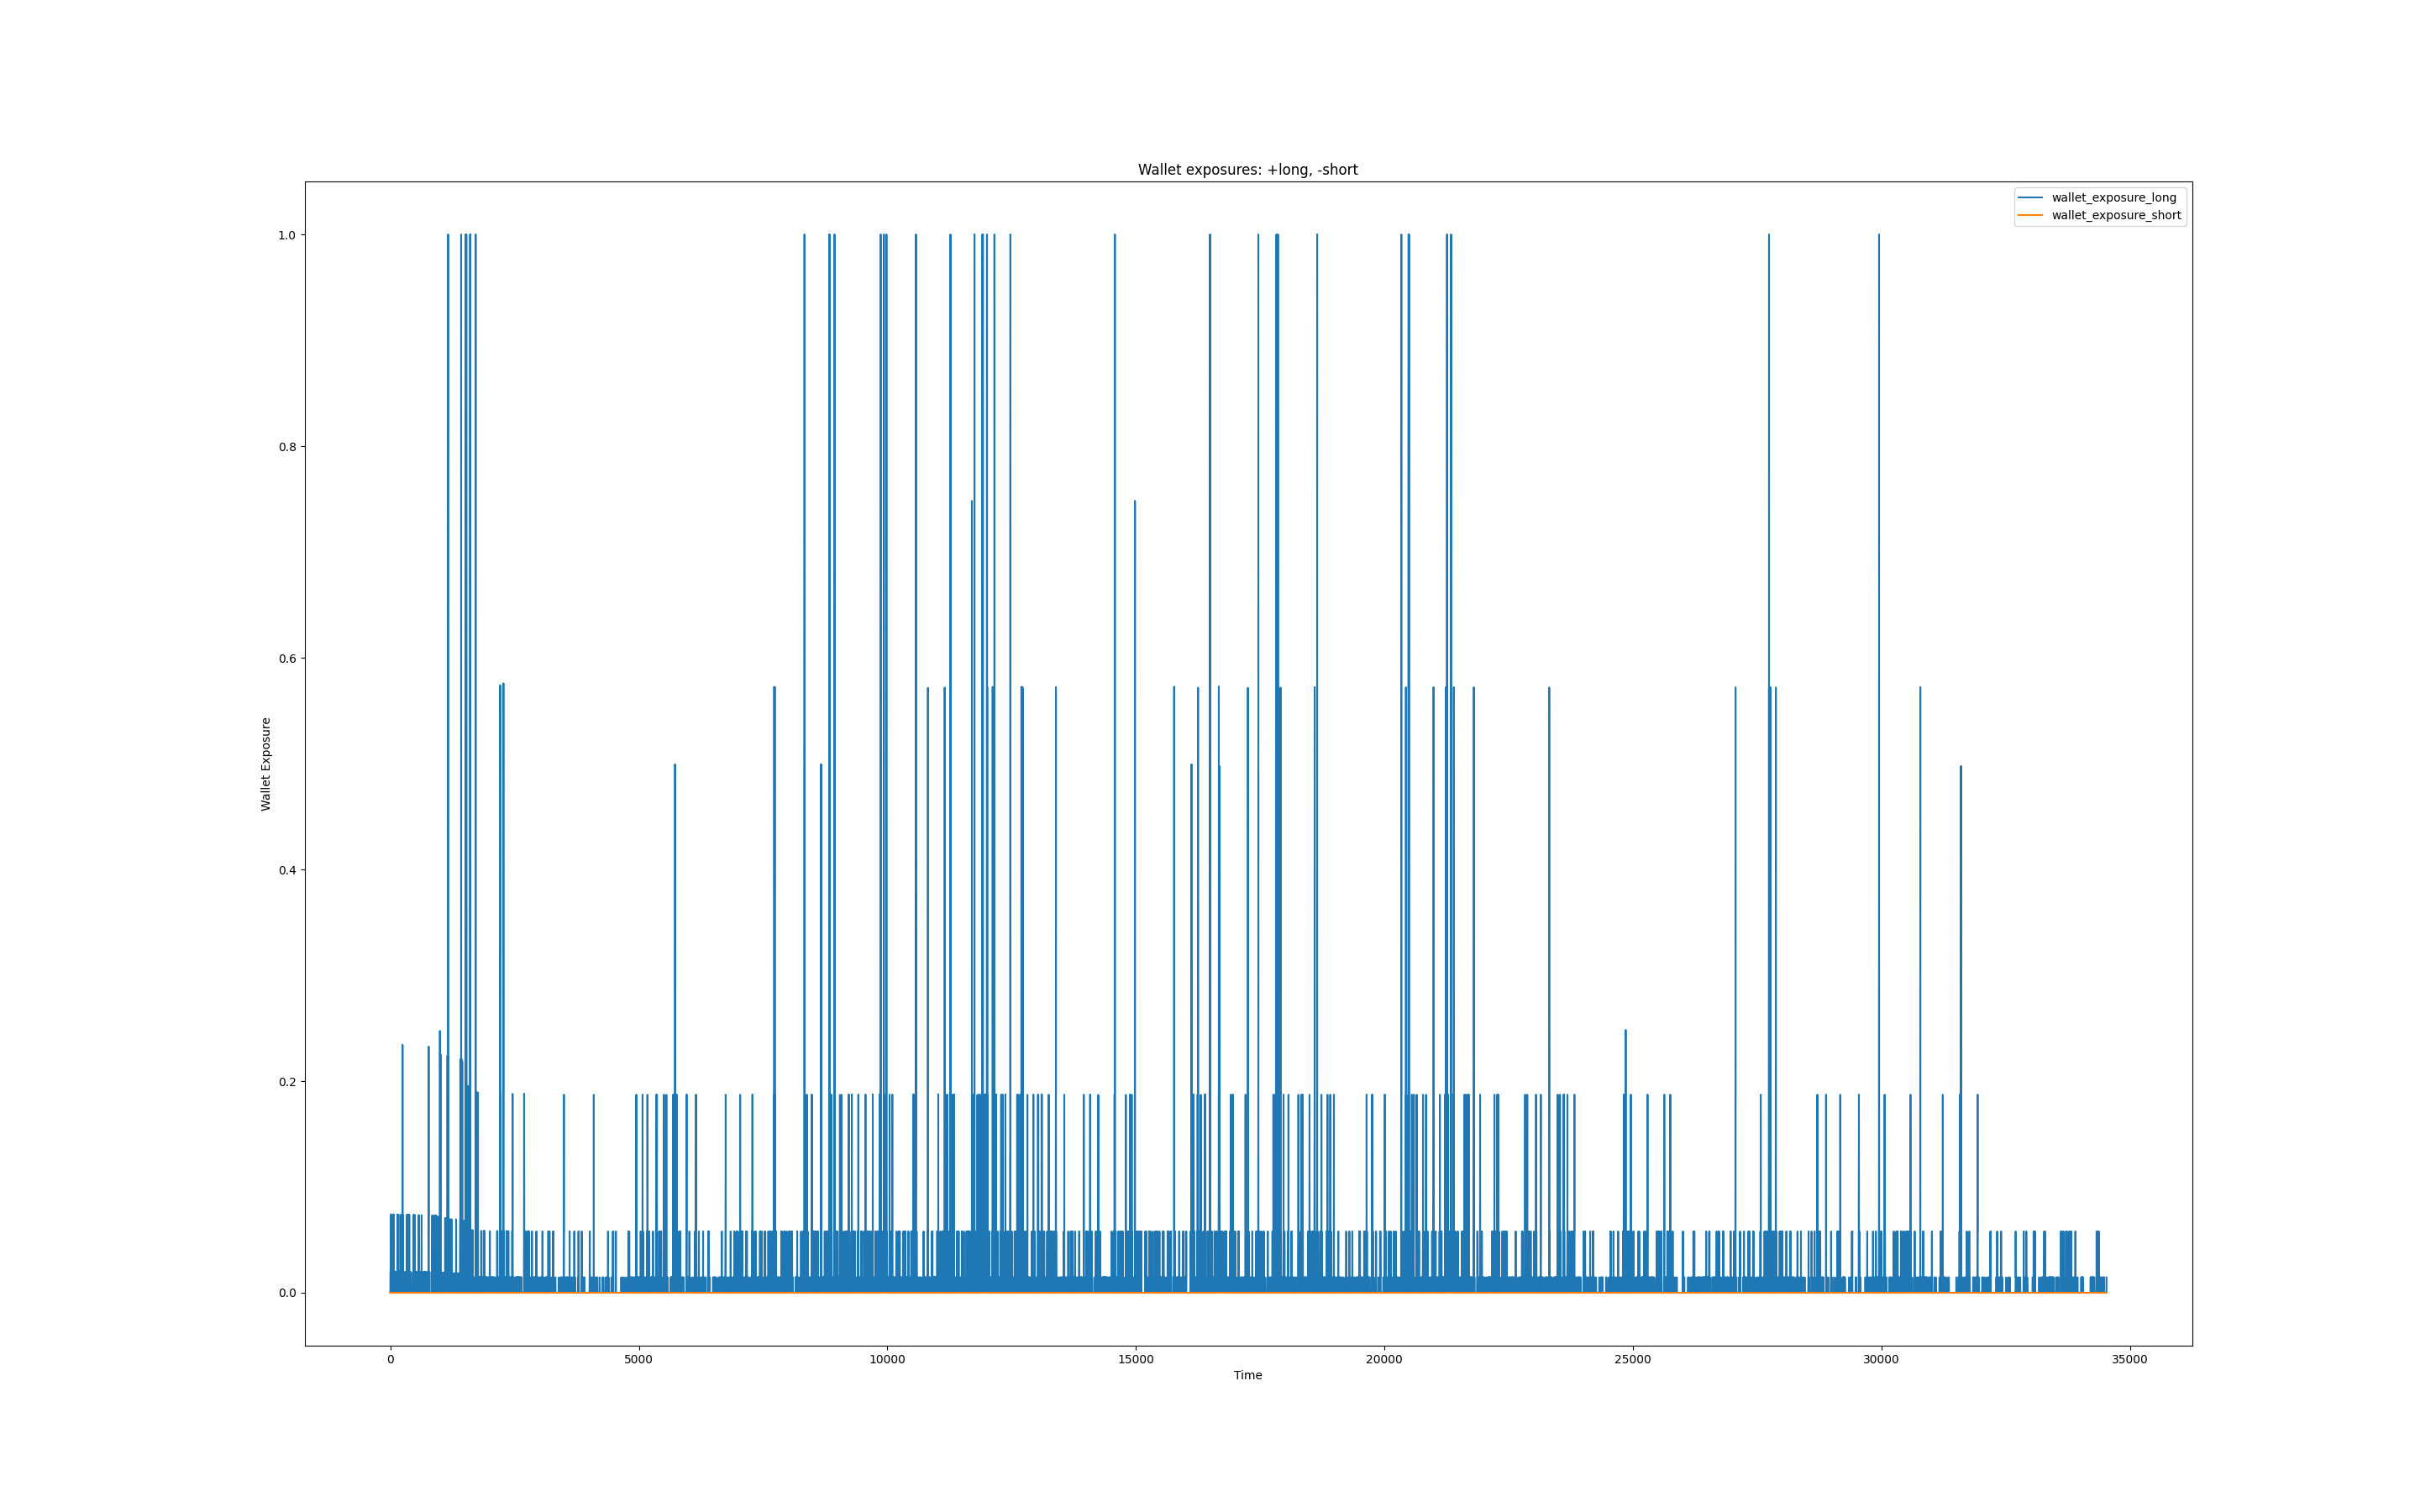 Wallet exposures: +long, -short
wallet_exposure_long
wallet_exposure_short
1.0
0.8
0.6
0.4
0.2
0.0
Wallet Exposure
0 5000 10000 15000 20000 25000 30000 35000
Time